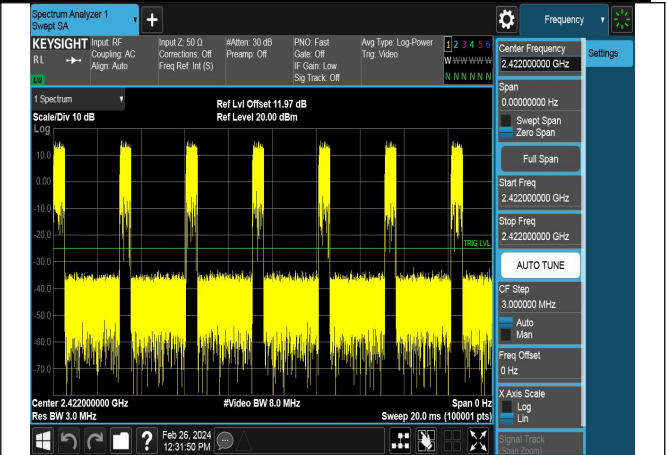 Spectrum Analyzer 1
Swept SA
+
Frequency
KEYSIGHT
Input: RF
Input Z: 50 Ω
#Atten: 30 dB
PNO: Fast
Avg Type: Log-Power
1 2 3 4 5 6
RL
Coupling: AC
Corrections: Off
Preamp: Off
Gate: Off
Trig: Video
W W W W W W
Align: Auto
Freq Ref: Int (S)
IF Gain: Low
Sig Track: Off
N N N N N N
LXI
Center Frequency
2.422000000 GHz
Settings
Span
0.00000000 Hz
Swept Span
Zero Span
Full Span
Start Freq
2.422000000 GHz
Stop Freq
2.422000000 GHz
AUTO TUNE
CF Step
3.000000 MHz
Auto
Man
Freq Offset
0 Hz
X Axis Scale
Log
Lin
Signal Track
(Span Zoom)
1 Spectrum
Ref Lvl Offset 11.97 dB
Scale/Div 10 dB
Ref Level 20.00 dBm
Log
10.0
0.00
-10.0
-20.0
TRIG LVL
-30.0
-40.0
-50.0
-60.0
-70.0
Center 2.422000000 GHz
#Video BW 8.0 MHz
Span 0 Hz
Res BW 3.0 MHz
Sweep 20.0 ms (100001 pts)
?
Feb 26, 2024
12:31:50 PM